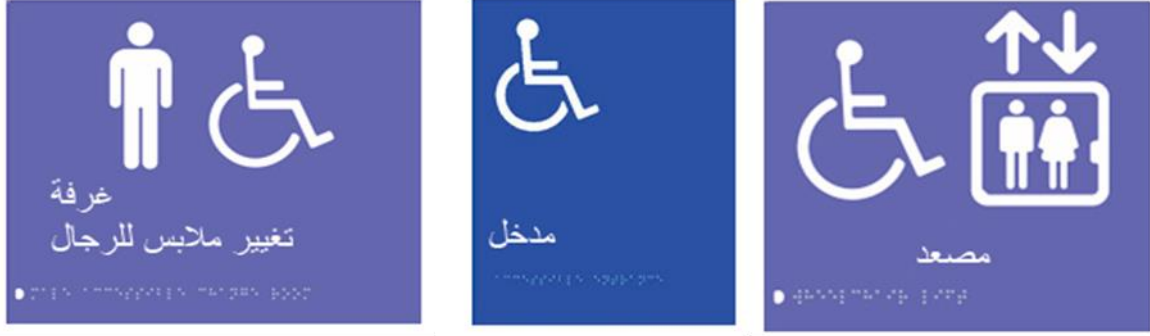 غرفة
تغيير ملابس للرجال
⠍⠁⠇⠑ ⠁⠉⠉⠑⠎⠎⠊⠃⠇⠑ ⠉⠓⠁⠝⠛⠑ ⠗⠕⠕⠍
مدخل
⠁⠉⠉⠑⠎⠎⠊⠃⠇⠑ ⠑⠝⠞⠗⠁⠝⠉⠑
مصعد
⠺⠓⠑⠑⠇⠉⠓⠁⠊⠗ ⠇⠊⠋⠞